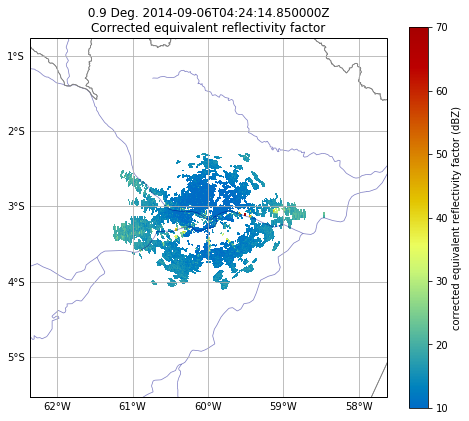 0.9 Deg. 2014-09-06T04:24:14.850000Z
Corrected equivalent reflectivity factor
1°S
2°S
3°S
4°S
5°S
62°W
61°W
60°W
59°W
58°W
70
60
50
40
30
20
10
corrected equivalent reflectivity factor (dBZ)